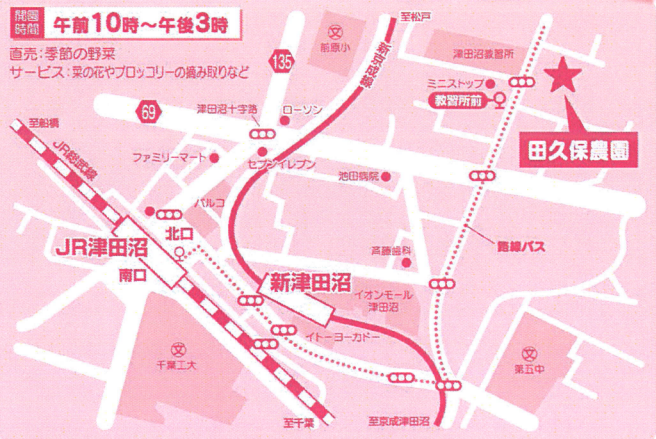 開園時間 午前10時～午後3時
直売：季節の野菜
サービス：菜の花やブロッコリーの摘み取りなど
至松戸
文
前原小
新京成線
135
津田沼教習所
ミニストップ
教習所前
田久保農園
69
津田沼十字路
ローソン
至船橋
JR総武線
ファミリーマート
セブンイレブン
池田病院
パルコ
北口
JR津田沼
南口
斉藤歯科
路線バス
新津田沼
イオンモール
津田沼
イトーヨーカドー
文
千葉工大
文
第五中
至千葉
至京成津田沼